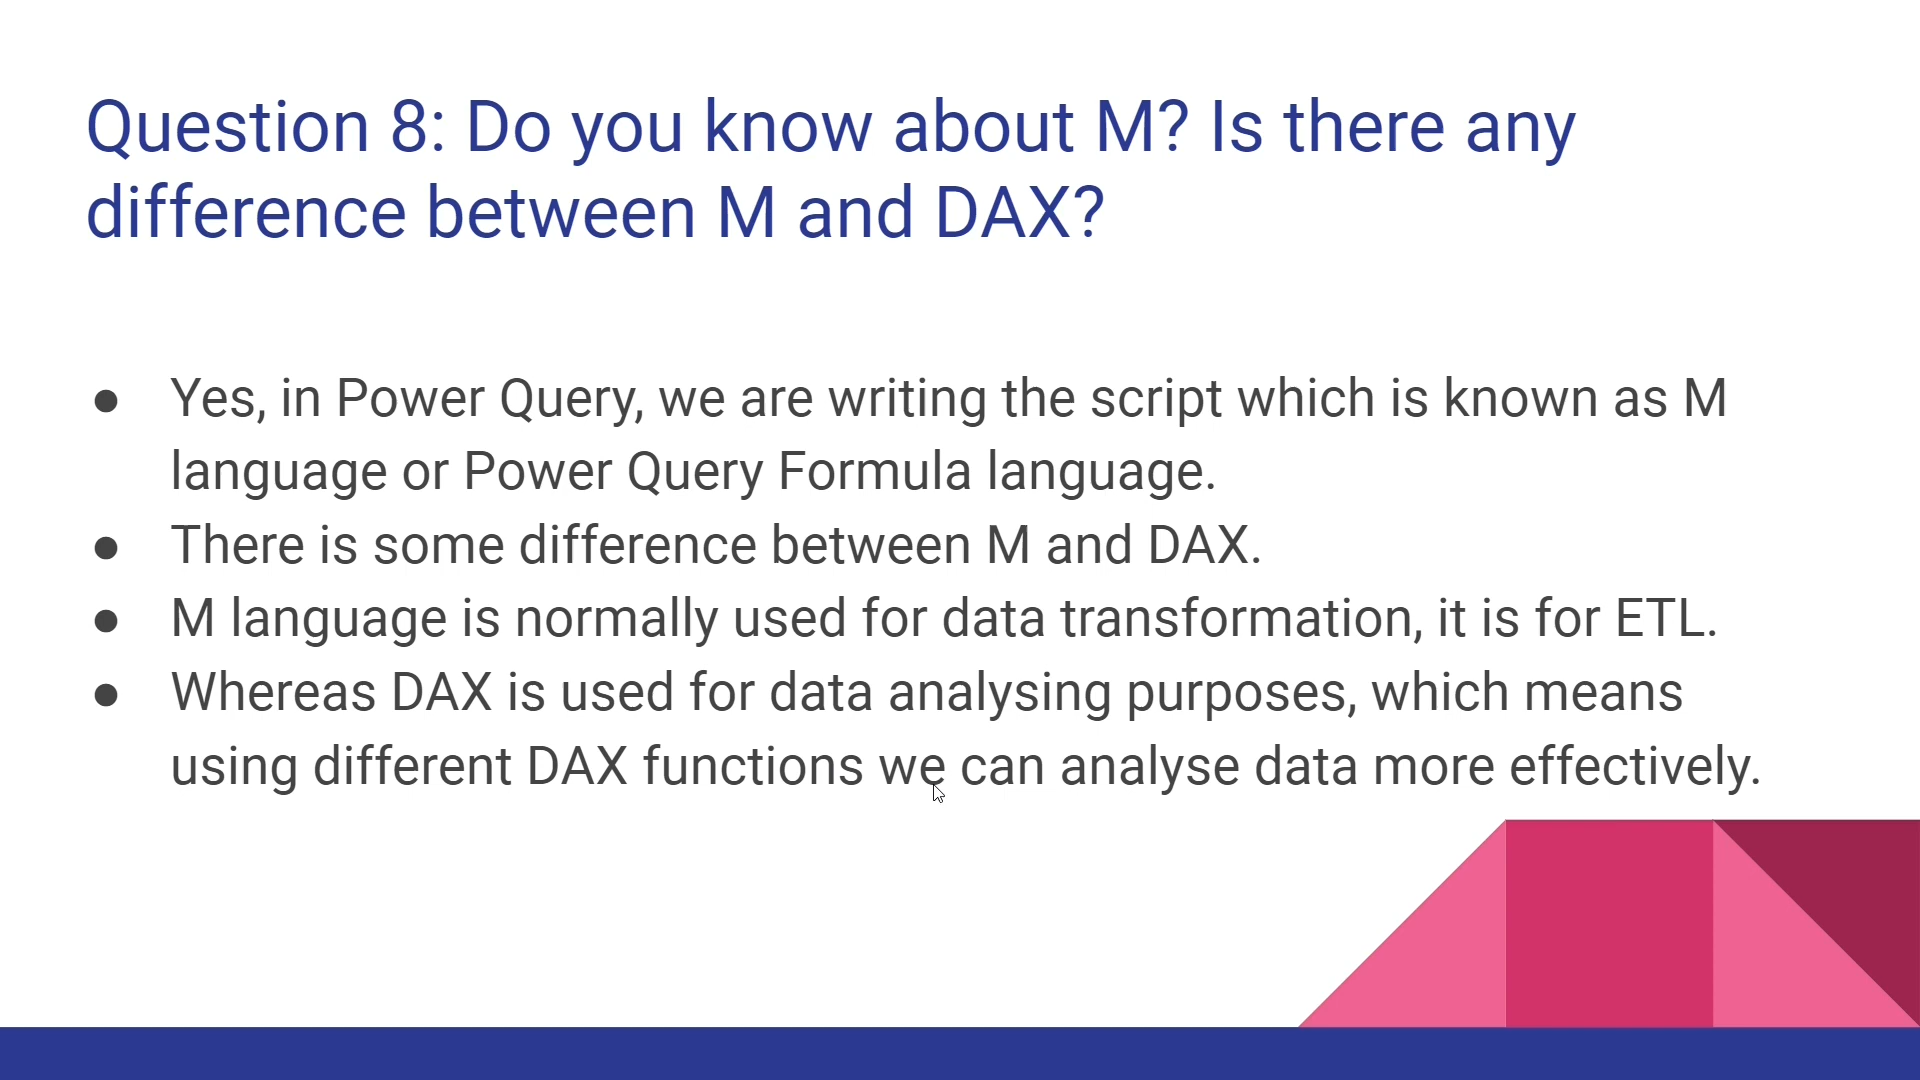 Question 8: Do you know about M? Is there any
difference between M and DAX?
● Yes, in Power Query, we are writing the script which is known as M
language or Power Query Formula language.
● There is some difference between M and DAX.
● M language is normally used for data transformation, it is for ETL.
● Whereas DAX is used for data analysing purposes, which means
using different DAX functions we can analyse data more effectively.